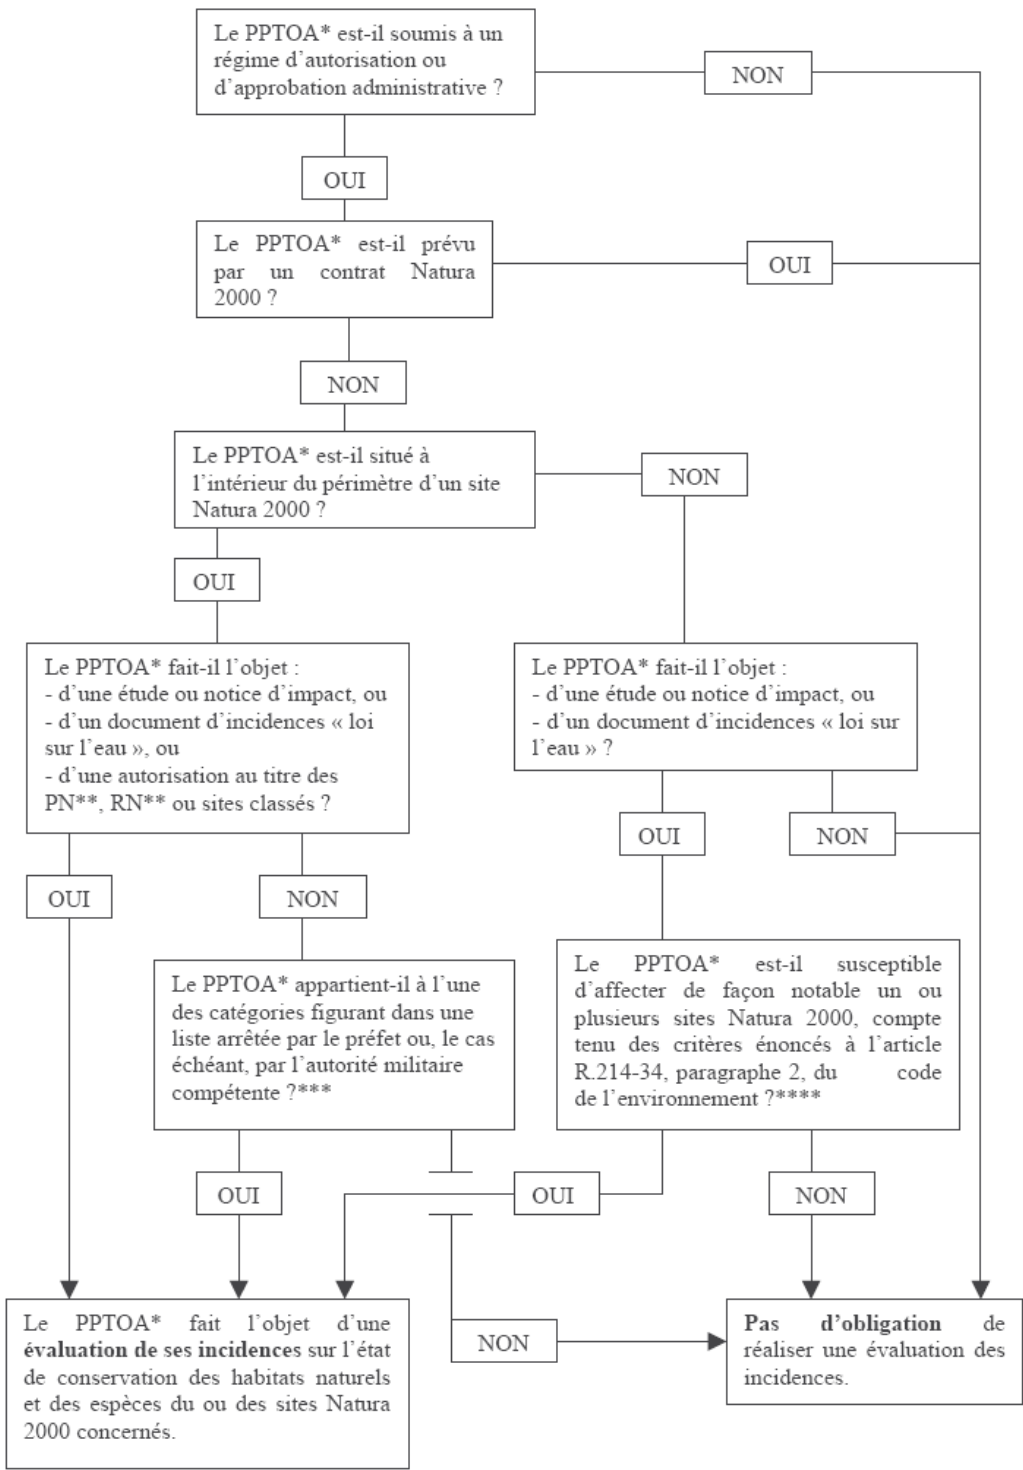 Le PPTOA* est-il soumis à un
régime d'autorisation ou
d'approbation administrative ?
NON
OUI
Le PPTOA* est-il prévu
par un contrat Natura
2000 ?
OUI
NON
Le PPTOA* est-il situé à
l'intérieur du périmètre d'un site
Natura 2000 ?
NON
OUI
Le PPTOA* fait-il l'objet :
- d'une étude ou notice d'impact, ou
- d'un document d'incidences « loi
sur l'eau », ou
- d'une autorisation au titre des
PN**, RN** ou sites classés ?
Le PPTOA* fait-il l'objet :
- d'une étude ou notice d'impact, ou
- d'un document d'incidences « loi sur
l'eau » ?
OUI
NON
OUI
NON
Le PPTOA* appartient-il à l'une
des catégories figurant dans une
liste arrêtée par le préfet ou, le cas
échéant, par l'autorité militaire
compétente ?***
Le PPTOA* est-il susceptible
d'affecter de façon notable un ou
plusieurs sites Natura 2000, compte
tenu des critères énoncés à l'article
R.214-34, paragraphe 2, du code
de l'environnement ?****
OUI
OUI
NON
Le PPTOA* fait l'objet d'une
évaluation de ses incidences sur l'état
de conservation des habitats naturels
et des espèces du ou des sites Natura
2000 concernés.
NON
Pas d'obligation de
réaliser une évaluation des
incidences.